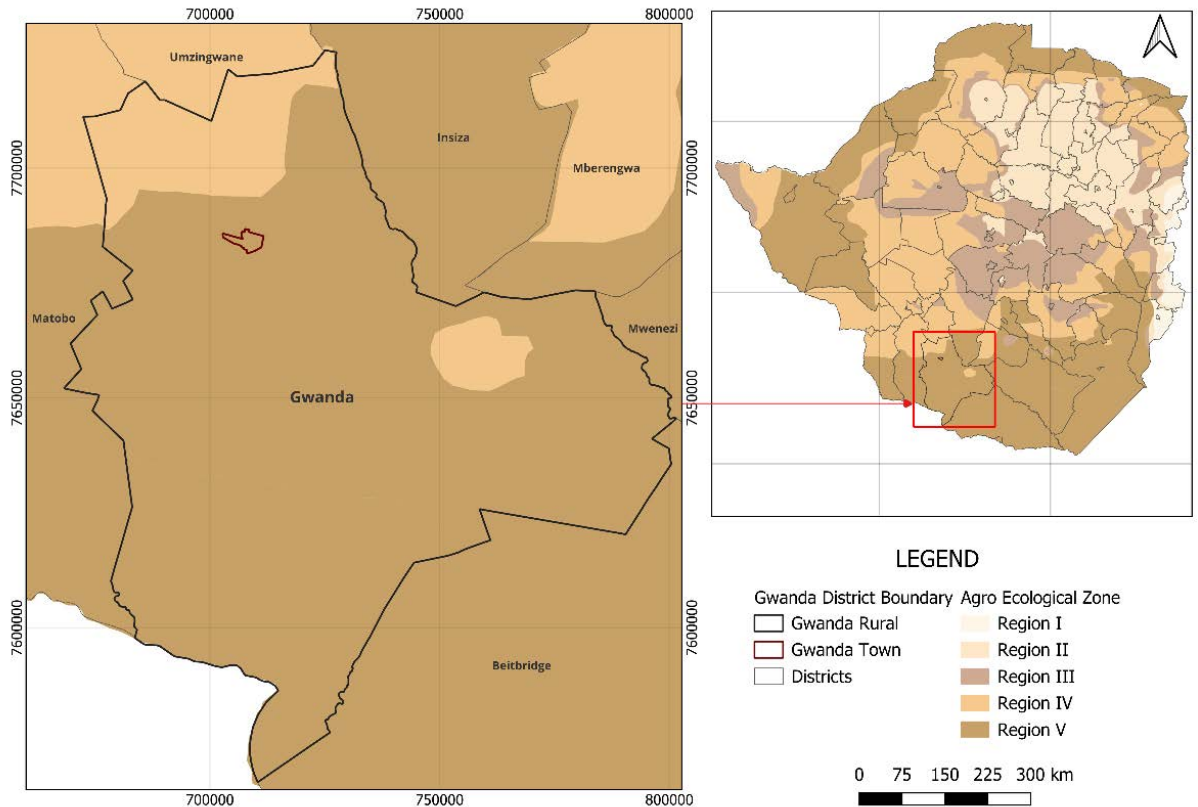 700000
750000
800000
Umzingwane
Insiza
Mberengwa
7700000
7700000
Matobo
Mwenezi
Gwanda
7650000
7650000
Beitbridge
7600000
7600000
700000
750000
800000
LEGEND
Gwanda District Boundary
Gwanda Rural
Gwanda Town
Districts
Agro Ecological Zone
Region I
Region II
Region III
Region IV
Region V
0 75 150 225 300 km